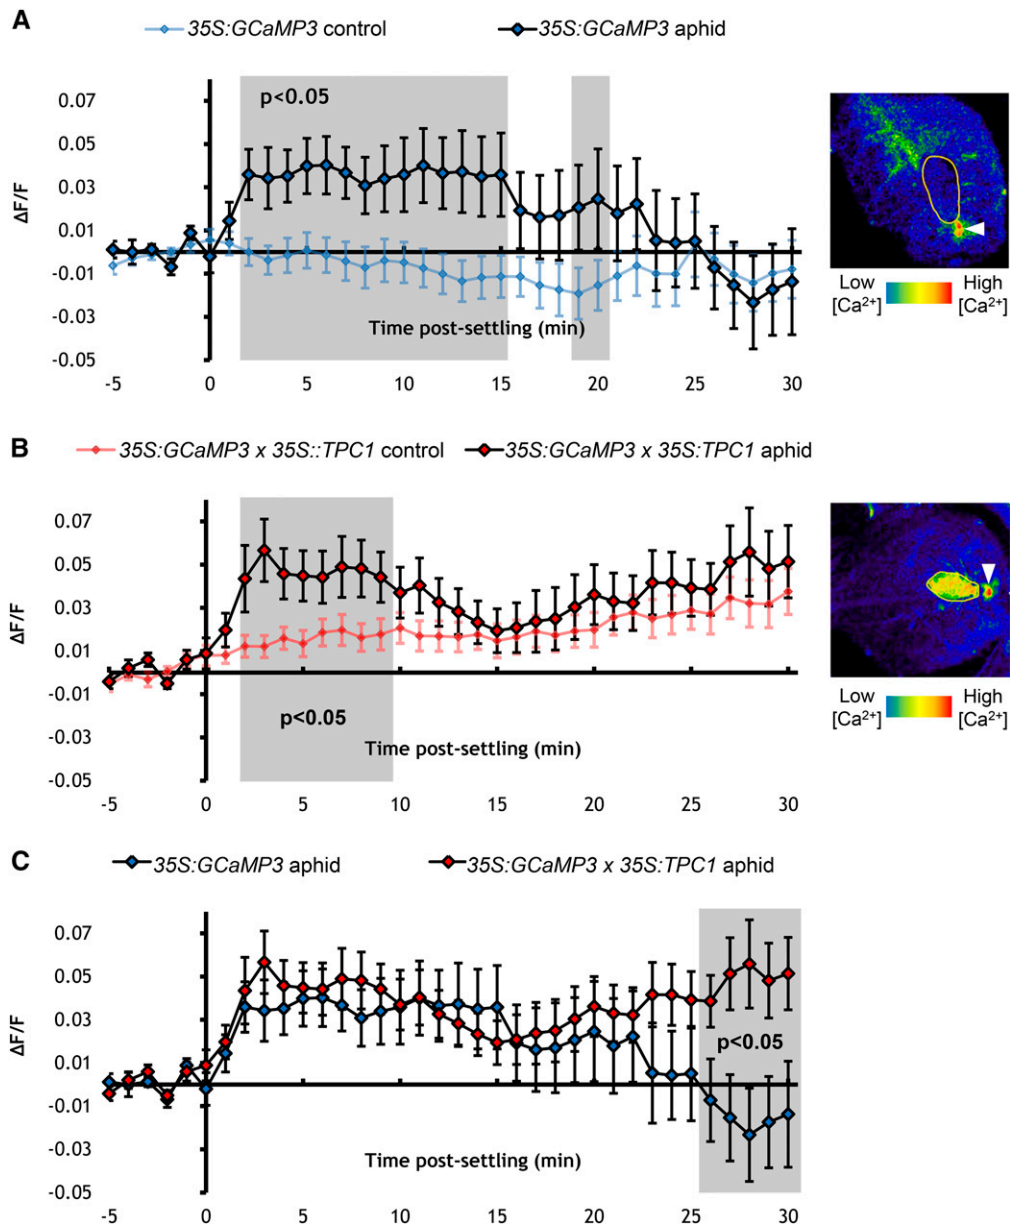 A
35S:GCaMP3 control
35S:GCaMP3 aphid
p<0.05
0.07
0.05
0.03
0.01
-0.01
-0.03
-0.05
ΔF/F
Time post-settling (min)
-5 0 5 10 15 20 25 30
Low High
[Ca²⁺] [Ca²⁺]
B
35S:GCaMP3 x 35S::TPC1 control
35S:GCaMP3 x 35S:TPC1 aphid
0.07
0.05
0.03
0.01
-0.01
-0.03
-0.05
ΔF/F
p<0.05
Time post-settling (min)
-5 0 5 10 15 20 25 30
Low High
[Ca²⁺] [Ca²⁺]
C
35S:GCaMP3 aphid
35S:GCaMP3 x 35S:TPC1 aphid
0.07
0.05
0.03
0.01
-0.01
-0.03
-0.05
ΔF/F
p<0.05
Time post-settling (min)
-5 0 5 10 15 20 25 30